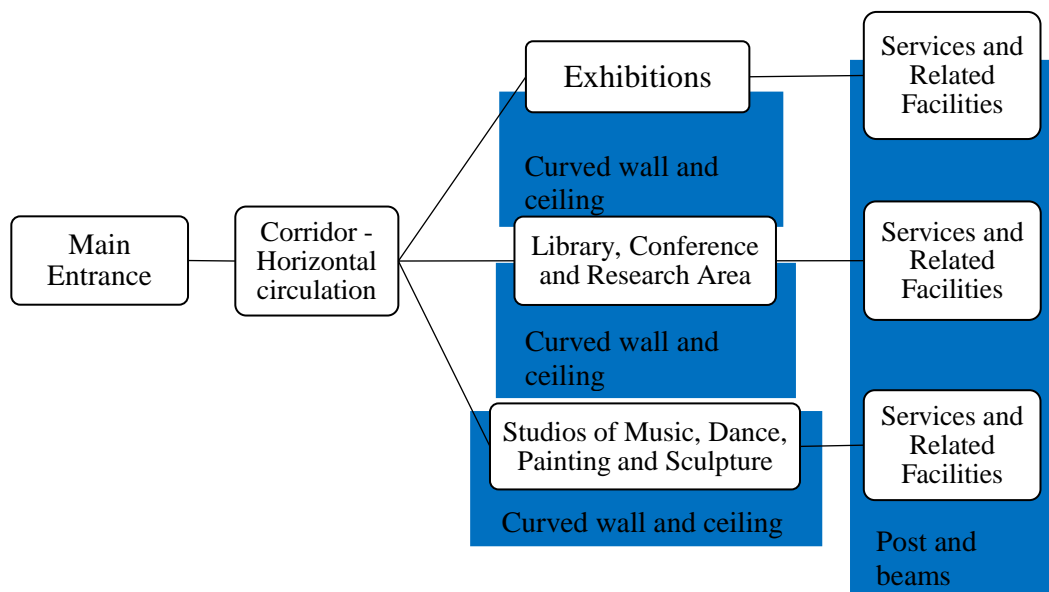 Main
Entrance
Corridor -
Horizontal
circulation
Exhibitions
Curved wall and
ceiling
Services and
Related
Facilities
Library, Conference
and Research Area
Curved wall and
ceiling
Services and
Related
Facilities
Studios of Music, Dance,
Painting and Sculpture
Curved wall and ceiling
Services and
Related
Facilities
Post and
beams